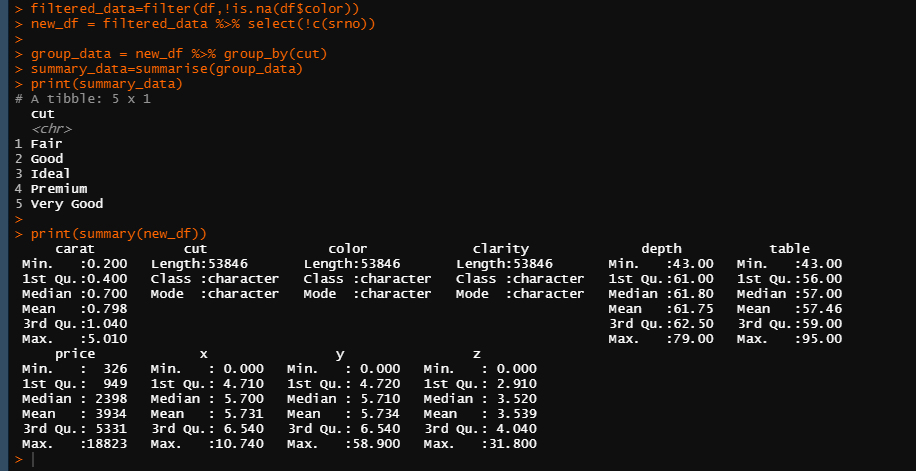 > filtered_data=filter(df,!is.na(df$color))
> new_df = filtered_data %>% select(!c(srno))
>
> group_data = new_df %>% group_by(cut)
> summary_data=summarise(group_data)
> print(summary_data)
# A tibble: 5 x 1
  cut
  <chr>
1 Fair
2 Good
3 Ideal
4 Premium
5 Very Good
>
> print(summary(new_df))
     carat           cut               color             clarity              depth           table
 Min.   :0.200   Length:53846       Length:53846       Length:53846       Min.   :43.00   Min.   :43.00
 1st Qu.:0.400   Class :character   Class :character   Class :character   1st Qu.:61.00   1st Qu.:56.00
 Median :0.700   Mode  :character   Mode  :character   Mode  :character   Median :61.80   Median :57.00
 Mean   :0.798                                                            Mean   :61.75   Mean   :57.46
 3rd Qu.:1.040                                                            3rd Qu.:62.50   3rd Qu.:59.00
 Max.   :5.010                                                            Max.   :79.00   Max.   :95.00
     price             x                y                z
 Min.   :  326   Min.   : 0.000   Min.   : 0.000   Min.   : 0.000
 1st Qu.:  949   1st Qu.: 4.710   1st Qu.: 4.720   1st Qu.: 2.910
 Median : 2398   Median : 5.700   Median : 5.710   Median : 3.520
 Mean   : 3934   Mean   : 5.731   Mean   : 5.734   Mean   : 3.539
 3rd Qu.: 5331   3rd Qu.: 6.540   3rd Qu.: 6.540   3rd Qu.: 4.040
 Max.   :18823   Max.   :10.740   Max.   :58.900   Max.   :31.800
>